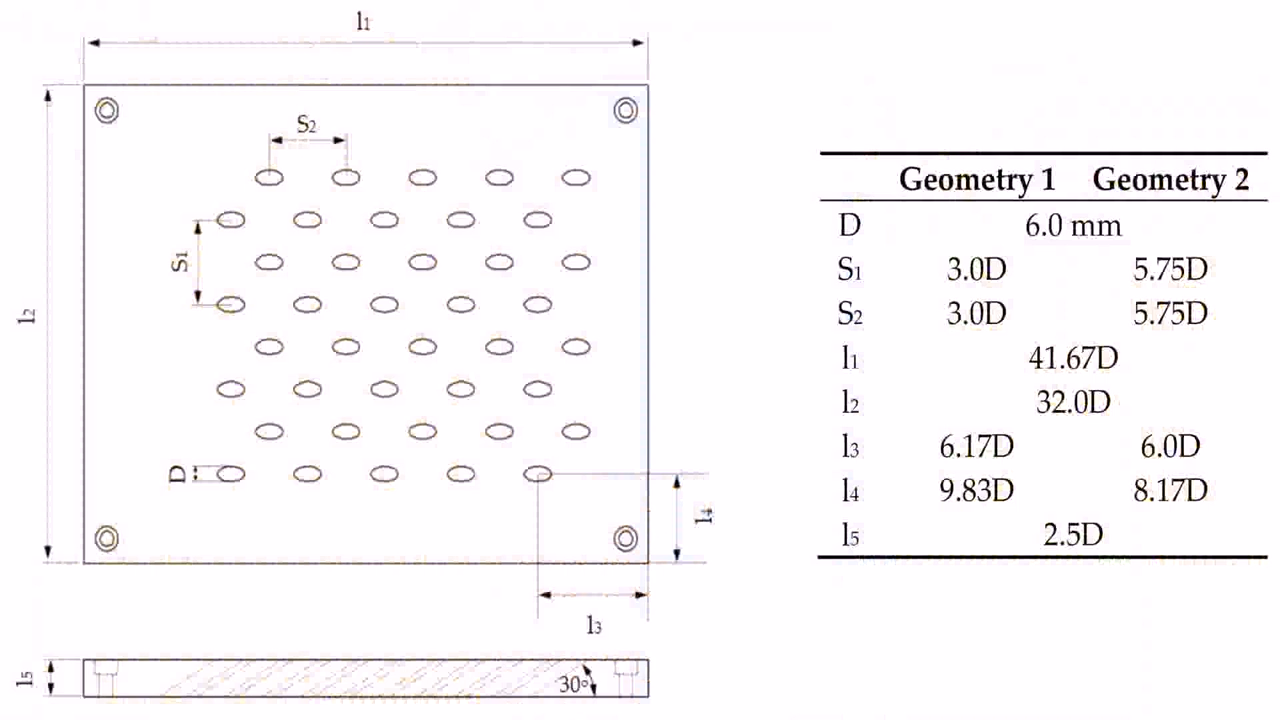 l1
S2
S1
l2
D
l4
l3
l5
30°
Geometry 1 Geometry 2
D 6.0 mm
S1 3.0D 5.75D
S2 3.0D 5.75D
l1 41.67D
l2 32.0D
l3 6.17D 6.0D
l4 9.83D 8.17D
l5 2.5D